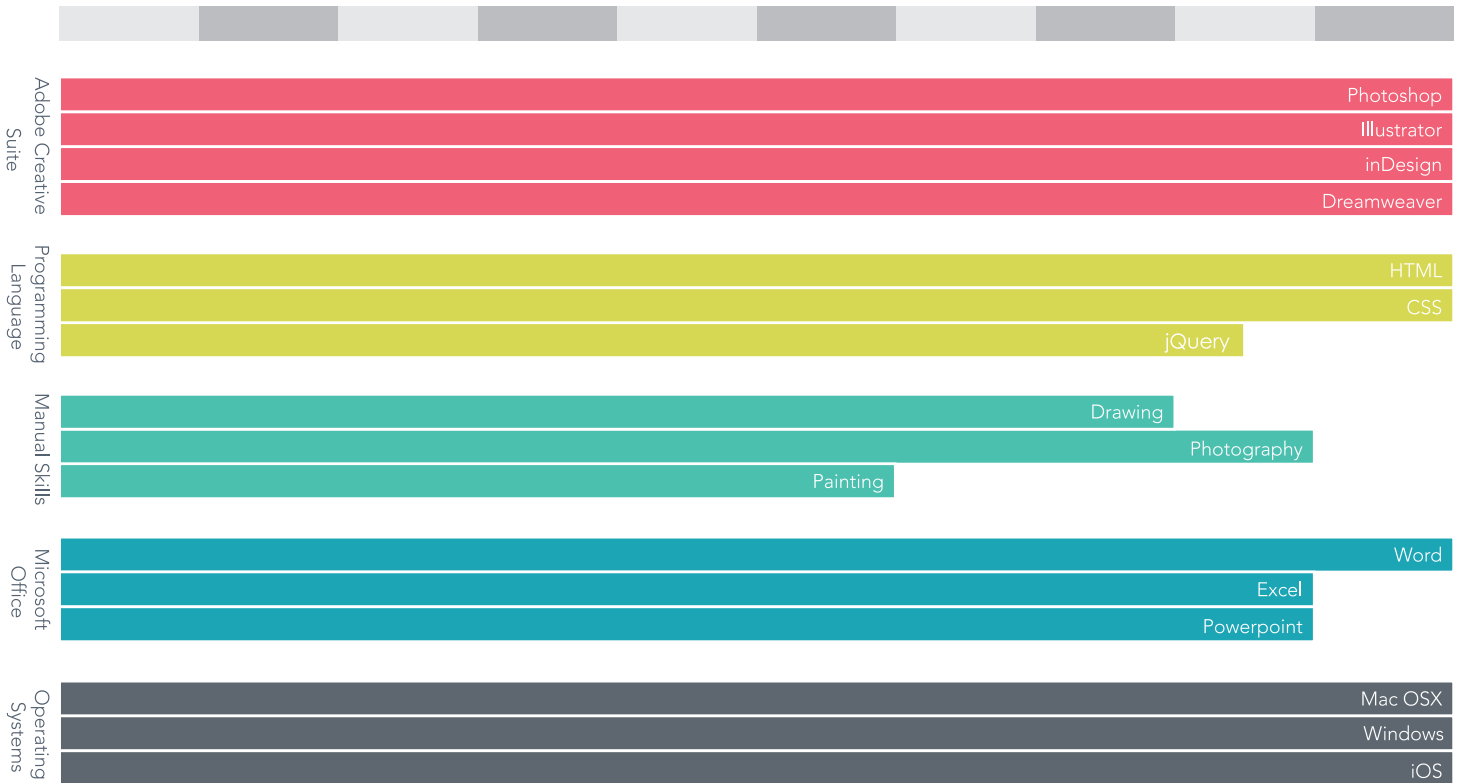 Adobe Creative
Suite
Photoshop
Illustrator
inDesign
Dreamweaver
Programming
Language
HTML
CSS
jQuery
Manual Skills
Drawing
Photography
Painting
Microsoft
Office
Word
Excel
Powerpoint
Operating
Systems
Mac OSX
Windows
iOS